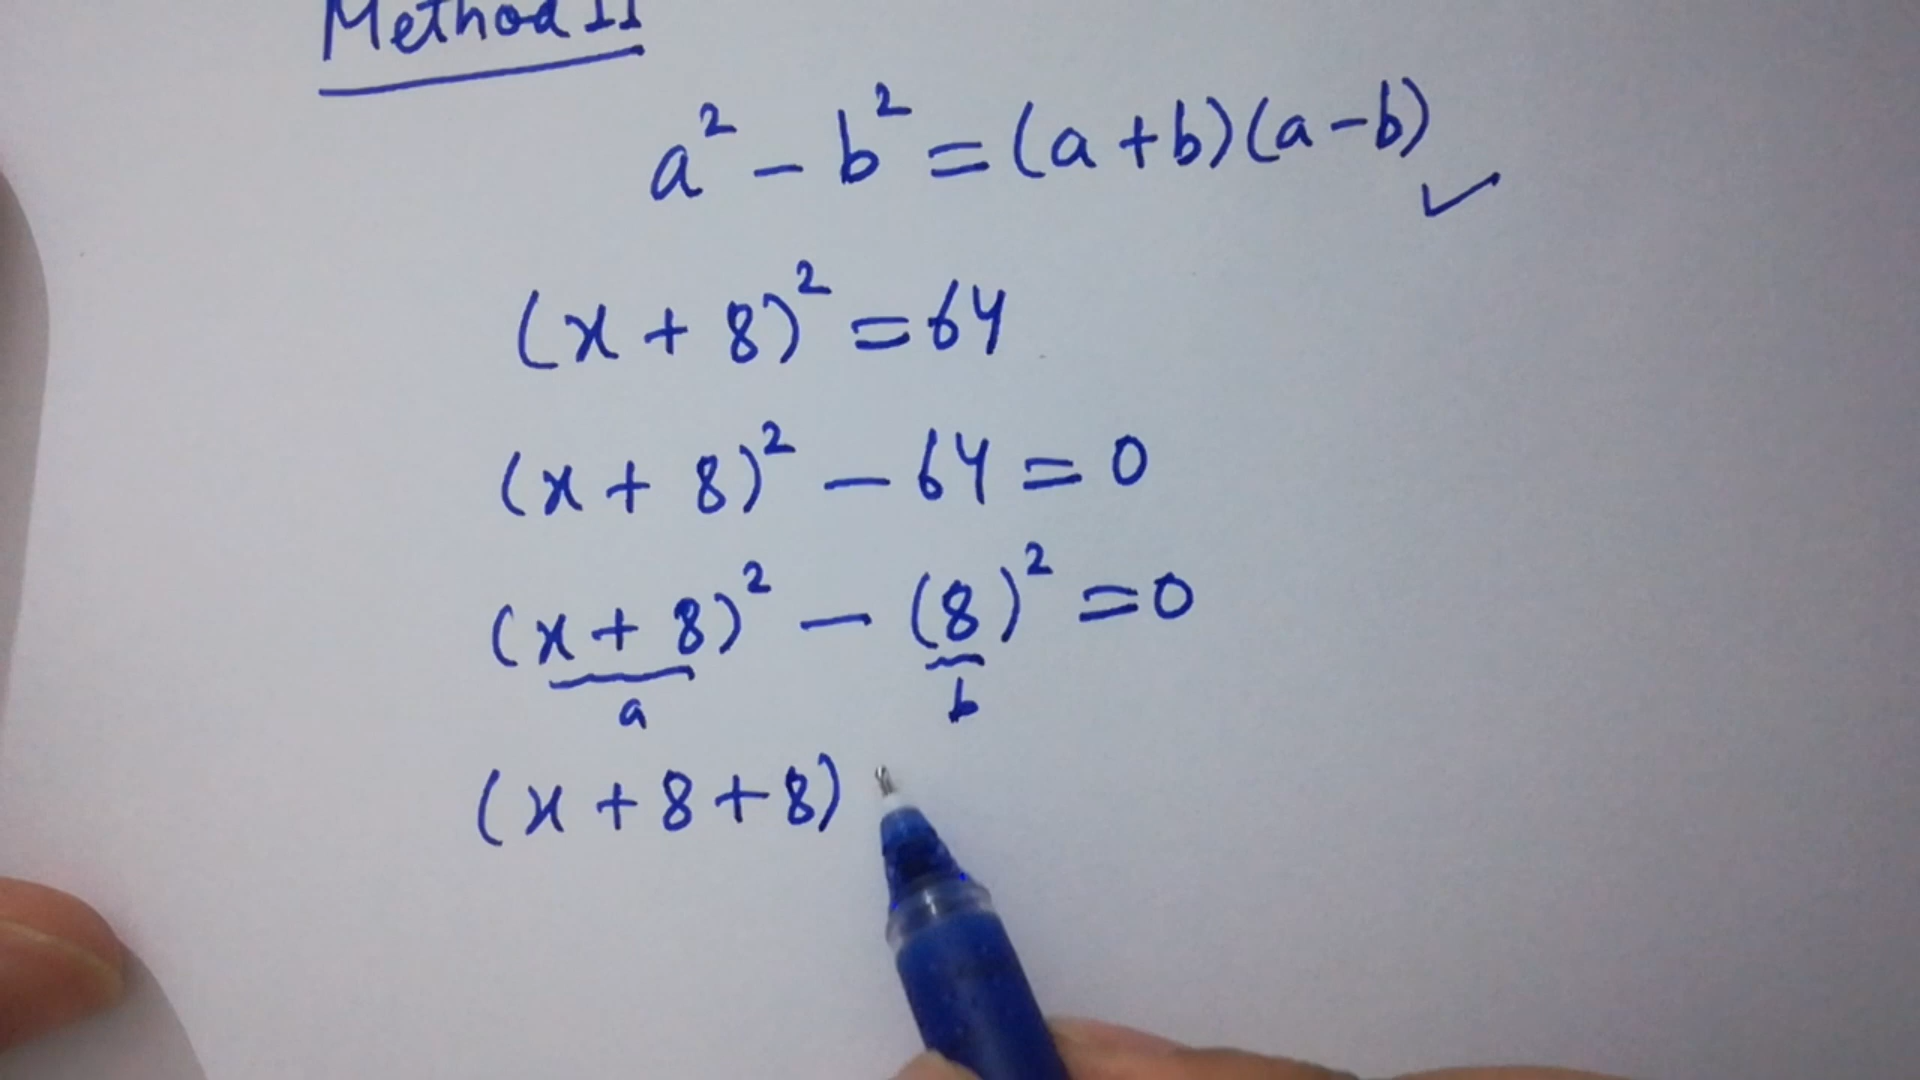 Method II
a² - b² = (a + b)(a - b) ✓
(x + 8)² = 64
(x + 8)² - 64 = 0
(x + 8)² - (8)² = 0
a b
(x + 8 + 8)